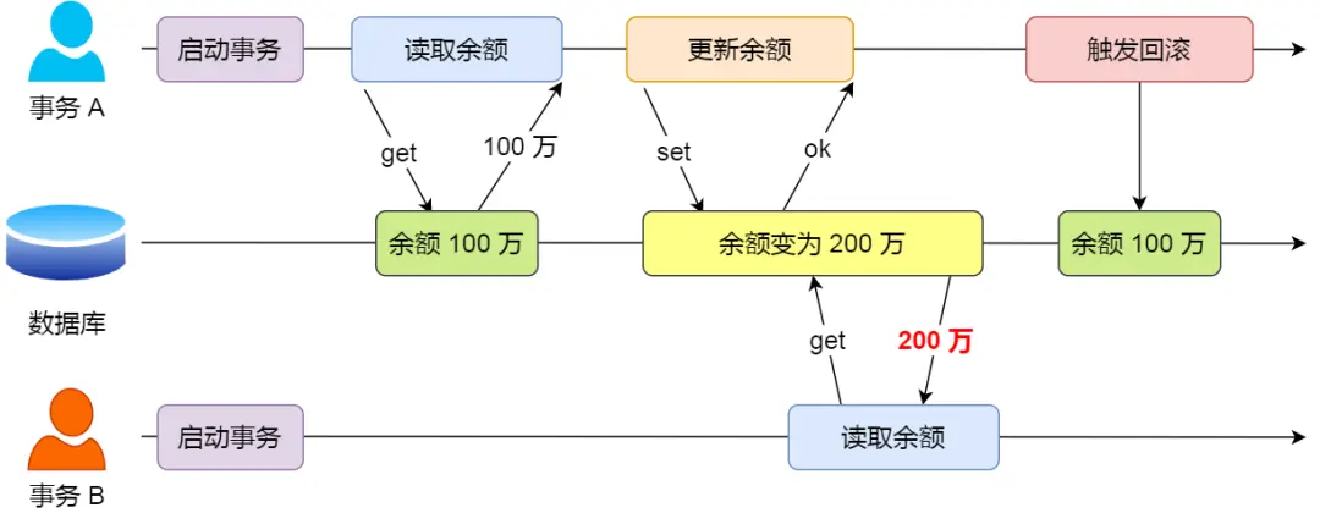 启动事务
读取余额
更新余额
触发回滚
事务 A
get
100 万
set
ok
余额 100 万
余额变为 200 万
余额 100 万
数据库
get
200 万
启动事务
读取余额
事务 B